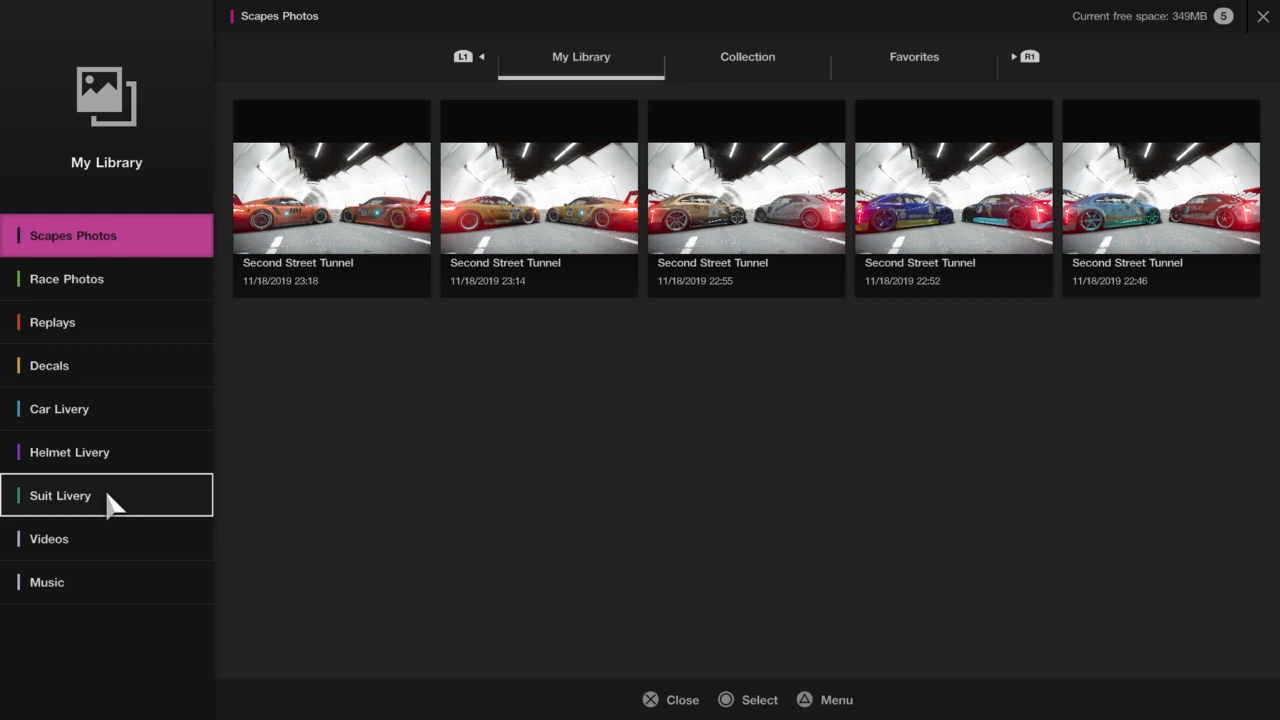 My Library
Scapes Photos
Race Photos
Replays
Decals
Car Livery
Helmet Livery
Suit Livery
Videos
Music
Scapes Photos
Current free space: 349MB 5
L1 My Library Collection Favorites R1
Second Street Tunnel
11/18/2019 23:18
Second Street Tunnel
11/18/2019 23:14
Second Street Tunnel
11/18/2019 22:55
Second Street Tunnel
11/18/2019 22:52
Second Street Tunnel
11/18/2019 22:46
Close Select Menu